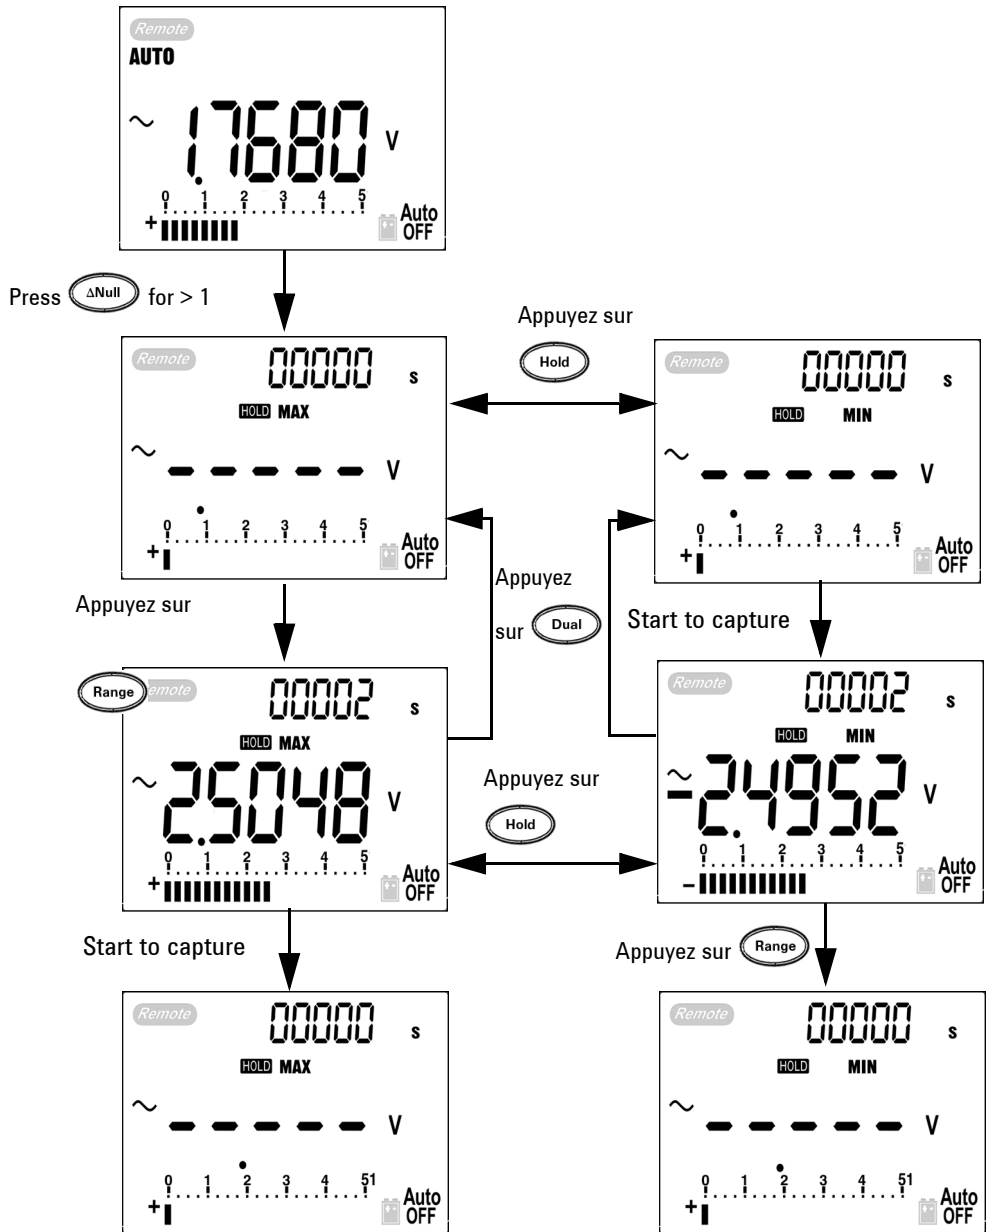 Remote
AUTO
1.7680 V
0 1 2 3 4 5
+ Auto OFF
Press ΔNull for > 1
Remote
00000 s
HOLD MAX
- - - - - V
0 1 2 3 4 5
+ Auto OFF
Appuyez sur
Hold
Remote
00000 s
HOLD MIN
- - - - - V
0 1 2 3 4 5
+ Auto OFF
Appuyez sur
Appuyez
sur Dual
Start to capture
Range
emote
00002 s
HOLD MAX
2.5048 V
0 1 2 3 4 5
+ Auto OFF
Appuyez sur
Hold
Remote
00002 s
HOLD MIN
-2.4952 V
0 1 2 3 4 5
- Auto OFF
Start to capture
Appuyez sur Range
Remote
00000 s
HOLD MAX
- - - - - V
0 1 2 3 4 51
+ Auto OFF
Remote
00000 s
HOLD MIN
- - - - - V
0 1 2 3 4 51
+ Auto OFF